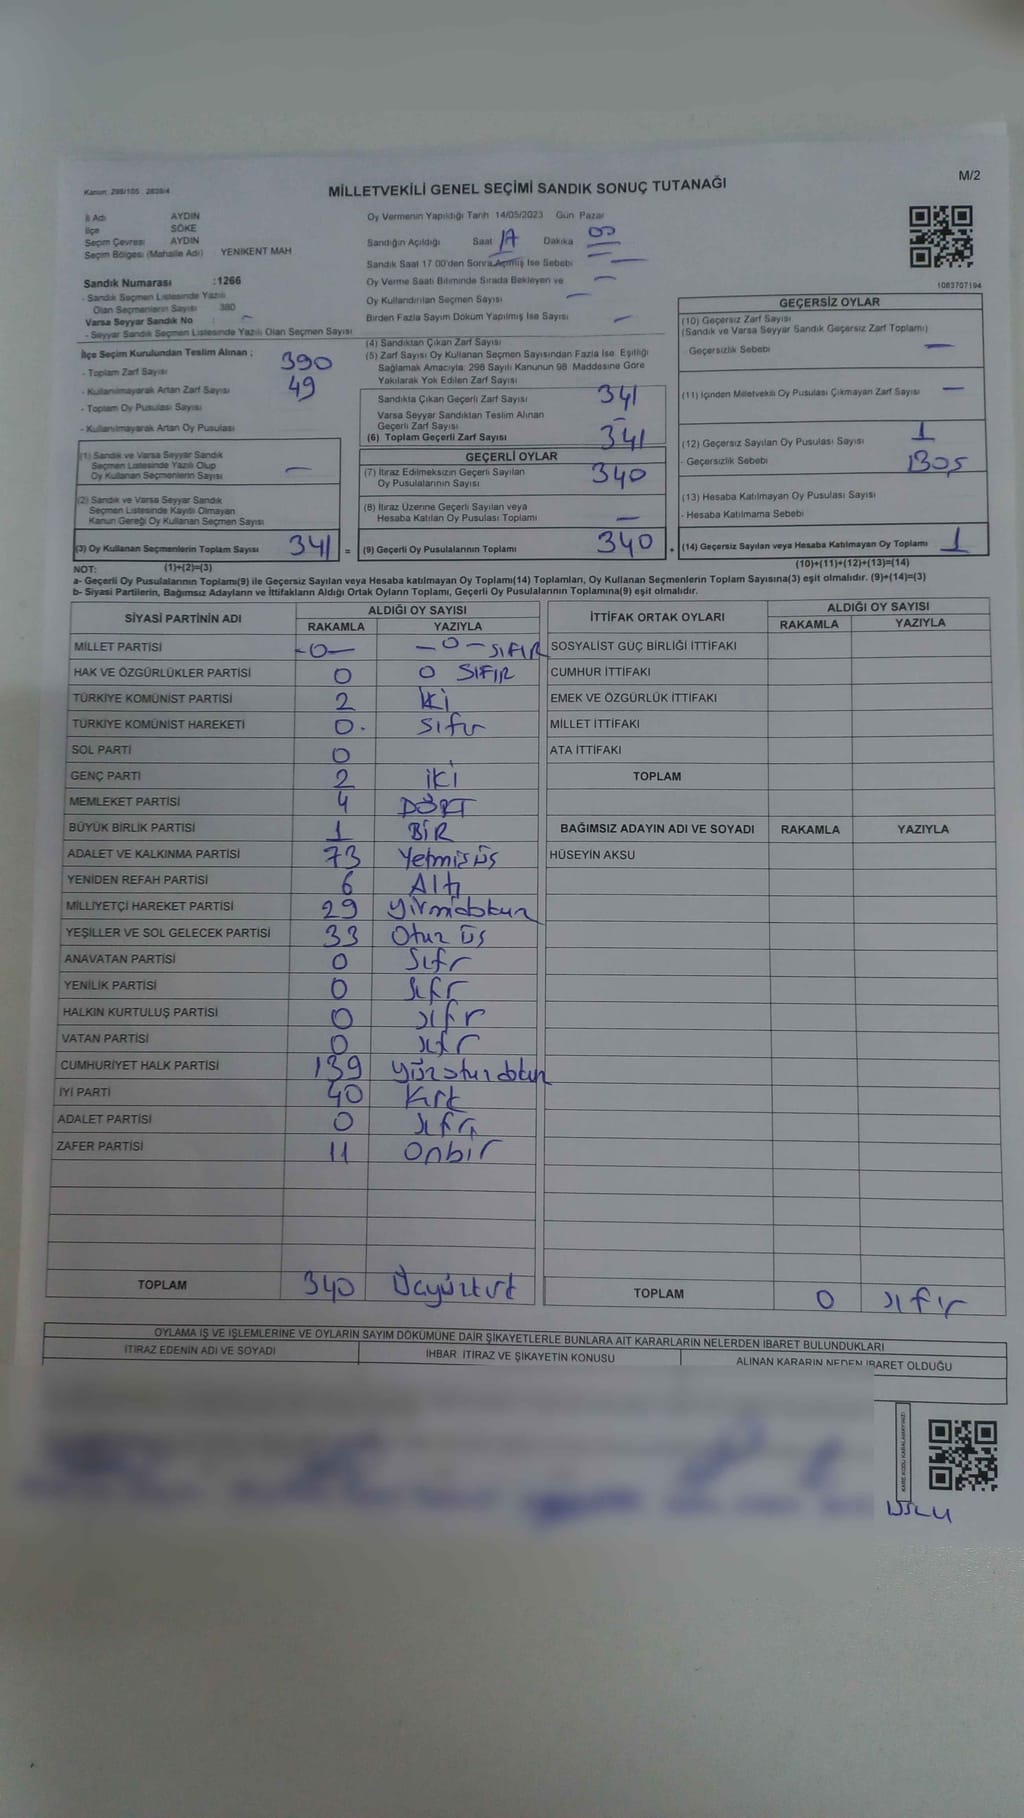 M/2
Kanun: 298/105 2839/4
MİLLETVEKİLİ GENEL SEÇİMİ SANDIK SONUÇ TUTANAĞI
İl Adı AYDIN
İlçe SÖKE
Seçim Çevresi AYDIN
Seçim Bölgesi (Mahalle Adı) YENİKENT MAH
Sandık Numarası :1266
- Sandık Seçmen Listesinde Yazılı
Olan Seçmenlerin Sayısı 380
Varsa Seyyar Sandık No : -
- Seyyar Sandık Seçmen Listesinde Yazılı Olan Seçmen Sayısı
Oy Vermenin Yapıldığı Tarih 14/05/2023 Gün Pazar
Sandığın Açıldığı Saat 17 Dakika 00
Sandık Saat 17 00'den Sonra Açılmış İse Sebebi -
Oy Verme Saati Bitiminde Sırada Bekleyen ve -
Oy Kullandırılan Seçmen Sayısı -
Birden Fazla Sayım Döküm Yapılmış İse Sayısı -
1083707194
İlçe Seçim Kurulundan Teslim Alınan ;
- Toplam Zarf Sayısı 390
- Kullanılmayarak Artan Zarf Sayısı 49
- Toplam Oy Pusulası Sayısı
- Kullanılmayarak Artan Oy Pusulası
(1) Sandık ve Varsa Seyyar Sandık
Seçmen Listesinde Yazılı Olup
Oy Kullanan Seçmenlerin Sayısı -
(2) Sandık ve Varsa Seyyar Sandık
Seçmen Listesinde Kayıtlı Olmayan
Kanun Gereği Oy Kullanan Seçmen Sayısı
(3) Oy Kullanan Seçmenlerin Toplam Sayısı 341 =
(1)+(2)=(3)
(4) Sandıktan Çıkan Zarf Sayısı
(5) Zarf Sayısı Oy Kullanan Seçmen Sayısından Fazla İse Eşitliği
Sağlamak Amacıyla; 298 Sayılı Kanunun 98. Maddesine Göre
Yakılarak Yok Edilen Zarf Sayısı
Sandıkta Çıkan Geçerli Zarf Sayısı 341
Varsa Seyyar Sandıktan Teslim Alınan
Geçerli Zarf Sayısı -
(6) Toplam Geçerli Zarf Sayısı 341
GEÇERLİ OYLAR
(7) İtiraz Edilmeksizin Geçerli Sayılan
Oy Pusulalarının Sayısı 340
(8) İtiraz Üzerine Geçerli Sayılan veya
Hesaba Katılan Oy Pusulası Toplamı -
(9) Geçerli Oy Pusulalarının Toplamı 340 +
GEÇERSİZ OYLAR
(10) Geçersiz Zarf Sayısı
(Sandık ve Varsa Seyyar Sandık Geçersiz Zarf Toplamı)
- Geçersizlik Sebebi -
(11) İçinden Milletvekili Oy Pusulası Çıkmayan Zarf Sayısı -
(12) Geçersiz Sayılan Oy Pusulası Sayısı 1
- Geçersizlik Sebebi BOŞ
(13) Hesaba Katılmayan Oy Pusulası Sayısı
- Hesaba Katılmama Sebebi
(14) Geçersiz Sayılan veya Hesaba Katılmayan Oy Toplamı 1
(10)+(11)+(12)+(13)=(14)
NOT:
a- Geçerli Oy Pusulalarının Toplamı(9) ile Geçersiz Sayılan veya Hesaba katılmayan Oy Toplamı(14) Toplamları, Oy Kullanan Seçmenlerin Toplam Sayısına(3) eşit olmalıdır. (9)+(14)=(3)
b- Siyasi Partilerin, Bağımsız Adayların ve İttifakların Aldığı Ortak Oyların Toplamı, Geçerli Oy Pusulalarının Toplamına(9) eşit olmalıdır.
SİYASİ PARTİNİN ADI ALDIĞI OY SAYISI
RAKAMLA YAZIYLA
MİLLET PARTİSİ -0- -0- SIFIR
HAK VE ÖZGÜRLÜKLER PARTİSİ 0 0 SIFIR
TÜRKİYE KOMÜNİST PARTİSİ 2 İki
TÜRKİYE KOMÜNİST HAREKETİ 0. Sıfır
SOL PARTİ 0
GENÇ PARTİ 2 iki
MEMLEKET PARTİSİ 4 DÖRT
BÜYÜK BİRLİK PARTİSİ 1 BİR
ADALET VE KALKINMA PARTİSİ 73 Yetmişüş
YENİDEN REFAH PARTİSİ 6 Altı
MİLLİYETÇİ HAREKET PARTİSİ 29 Yirmidokuz
YEŞİLLER VE SOL GELECEK PARTİSİ 33 Otuz üş
ANAVATAN PARTİSİ 0 Sıfır
YENİLİK PARTİSİ 0 sıfır
HALKIN KURTULUŞ PARTİSİ 0 sıfır
VATAN PARTİSİ 0 sıfır
CUMHURİYET HALK PARTİSİ 139 Yüzotuzdokuz
İYİ PARTİ 40 Kırk
ADALET PARTİSİ 0 sıfır
ZAFER PARTİSİ 11 Onbir
TOPLAM 340 Üçyüzkırk
İTTİFAK ORTAK OYLARI ALDIĞI OY SAYISI
RAKAMLA YAZIYLA
SOSYALİST GÜÇ BİRLİĞİ İTTİFAKI
CUMHUR İTTİFAKI
EMEK VE ÖZGÜRLÜK İTTİFAKI
MİLLET İTTİFAKI
ATA İTTİFAKI
TOPLAM
BAĞIMSIZ ADAYIN ADI VE SOYADI RAKAMLA YAZIYLA
HÜSEYİN AKSU
TOPLAM 0 sıfır
OYLAMA İŞ VE İŞLEMLERİNE VE OYLARIN SAYIM DÖKÜMÜNE DAİR ŞİKAYETLERLE BUNLARA AİT KARARLARIN NELERDEN İBARET BULUNDUKLARI
İTİRAZ EDENİN ADI VE SOYADI İHBAR, İTİRAZ VE ŞİKAYETİN KONUSU ALINAN KARARIN NEDEN İBARET OLDUĞU
KARE KODU KARALAMAYINIZ!